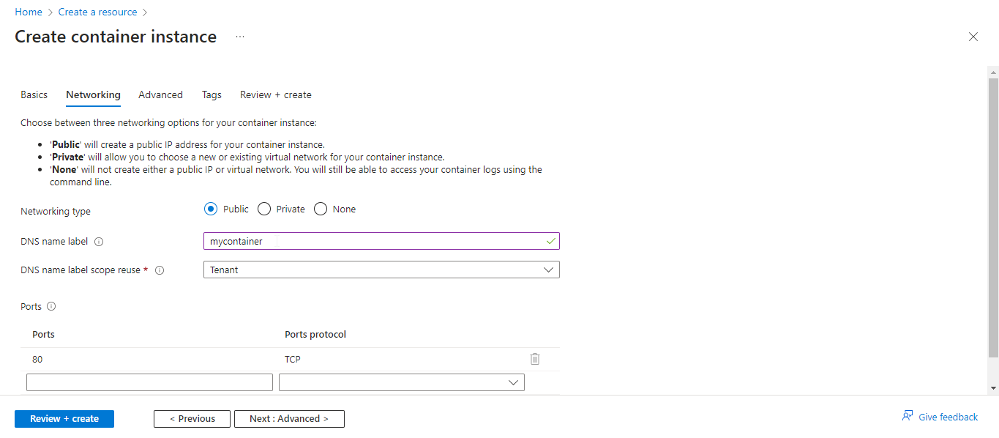 Home > Create a resource >
Create container instance ...
Basics Networking Advanced Tags Review + create
Choose between three networking options for your container instance:
• 'Public' will create a public IP address for your container instance.
• 'Private' will allow you to choose a new or existing virtual network for your container instance.
• 'None' will not create either a public IP or virtual network. You will still be able to access your container logs using the
command line.
Networking type Public Private None
DNS name label mycontainer
DNS name label scope reuse * Tenant
Ports
Ports Ports protocol
80 TCP
Review + create < Previous Next : Advanced > Give feedback